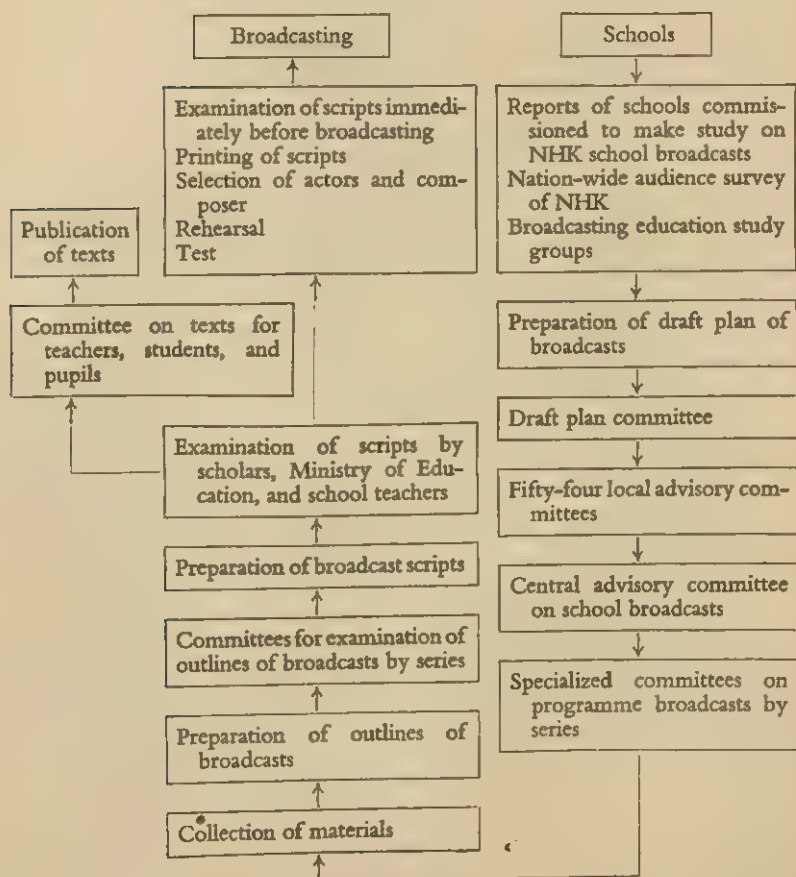 Broadcasting
Examination of scripts immedi-
ately before broadcasting
Printing of scripts
Selection of actors and com-
poser
Rehearsal
Test
Publication
of texts
Committee on texts for
teachers, students, and
pupils
Examination of scripts by
scholars, Ministry of Edu-
cation, and school teachers
Preparation of broadcast scripts
Committees for examination of
outlines of broadcasts by series
Preparation of outlines of
broadcasts
Collection of materials
Schools
Reports of schools commis-
sioned to make study on
NHK school broadcasts
Nation-wide audience survey
of NHK
Broadcasting education study
groups
Preparation of draft plan of
broadcasts
Draft plan committee
Fifty-four local advisory com-
mittees
Central advisory committee
on school broadcasts
Specialized committees on
programme broadcasts by
series